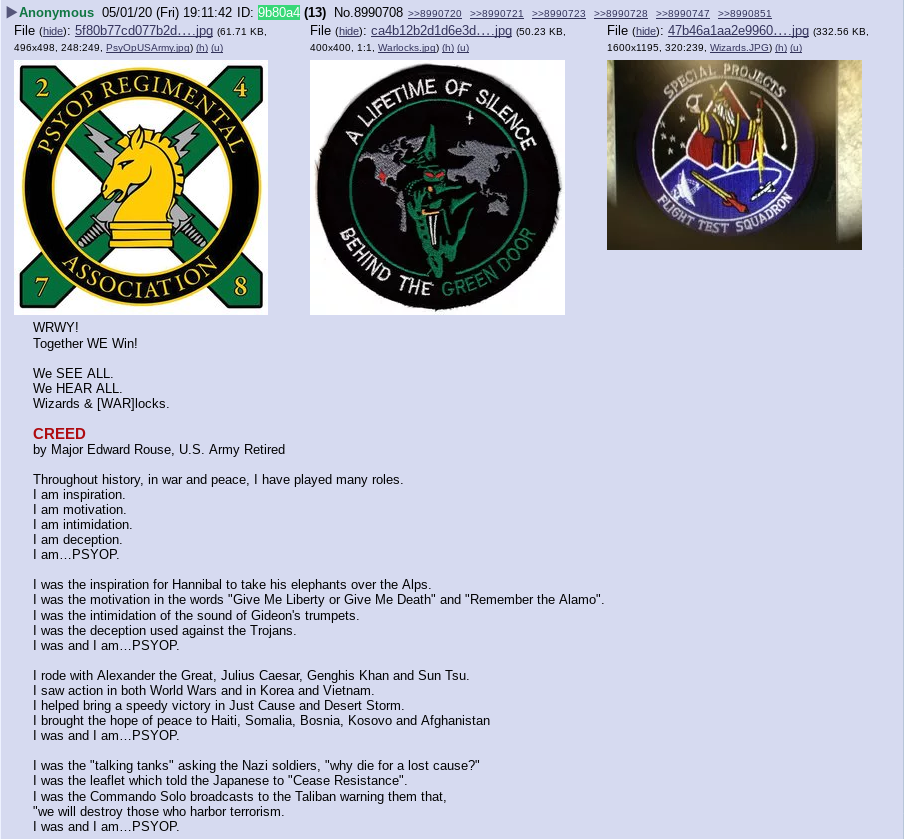 Anonymous 05/01/20 (Fri) 19:11:42 ID: 9b80a4 (13) No.8990708 >>8990720 >>8990721 >>8990723 >>8990728 >>8990747 >>8990851
File (hide): 5f80b77cd077b2d….jpg (61.71 KB, 496x498, 248:249, PsyOpUSArmy.jpg) (h) (u)
File (hide): ca4b12b2d1d6e3d….jpg (50.23 KB, 400x400, 1:1, Warlocks.jpg) (h) (u)
File (hide): 47b46a1aa2e9960….jpg (332.56 KB, 1600x1195, 320:239, Wizards.JPG) (h) (u)
2 4
PSYOP REGIMENTAL
ASSOCIATION
7 8
A LIFETIME OF SILENCE
BEHIND THE GREEN DOOR
SPECIAL PROJECTS
FLIGHT TEST SQUADRON
WRWY!
Together WE Win!
We SEE ALL.
We HEAR ALL.
Wizards & [WAR]locks.
CREED
by Major Edward Rouse, U.S. Army Retired
Throughout history, in war and peace, I have played many roles.
I am inspiration.
I am motivation.
I am intimidation.
I am deception.
I am…PSYOP.
I was the inspiration for Hannibal to take his elephants over the Alps.
I was the motivation in the words "Give Me Liberty or Give Me Death" and "Remember the Alamo".
I was the intimidation of the sound of Gideon's trumpets.
I was the deception used against the Trojans.
I was and I am…PSYOP.
I rode with Alexander the Great, Julius Caesar, Genghis Khan and Sun Tsu.
I saw action in both World Wars and in Korea and Vietnam.
I helped bring a speedy victory in Just Cause and Desert Storm.
I brought the hope of peace to Haiti, Somalia, Bosnia, Kosovo and Afghanistan
I was and I am…PSYOP.
I was the "talking tanks" asking the Nazi soldiers, "why die for a lost cause?"
I was the leaflet which told the Japanese to "Cease Resistance".
I was the Commando Solo broadcasts to the Taliban warning them that,
"we will destroy those who harbor terrorism.
I was and I am…PSYOP.